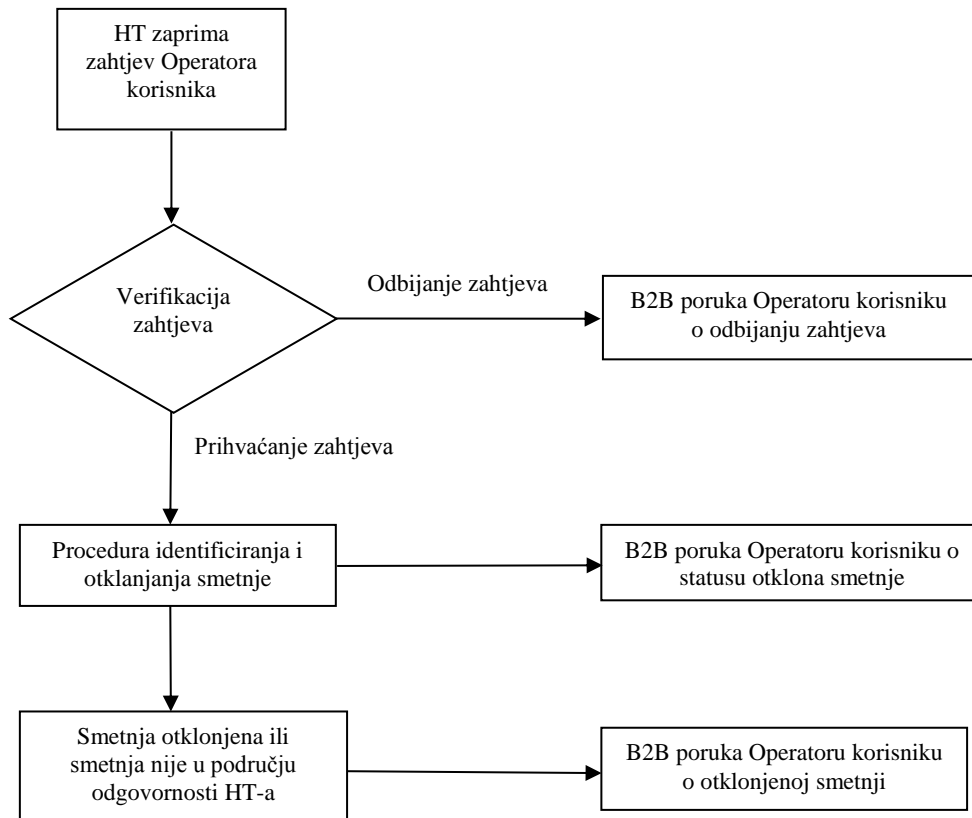 HT zaprima
zahtjev Operatora
korisnika
Verifikacija
zahtjeva
Odbijanje zahtjeva
B2B poruka Operatoru korisniku
o odbijanju zahtjeva
Prihvaćanje zahtjeva
Procedura identificiranja i
otklanjanja smetnje
B2B poruka Operatoru korisniku o
statusu otklona smetnje
Smetnja otklonjena ili
smetnja nije u području
odgovornosti HT-a
B2B poruka Operatoru korisniku
o otklonjenoj smetnji